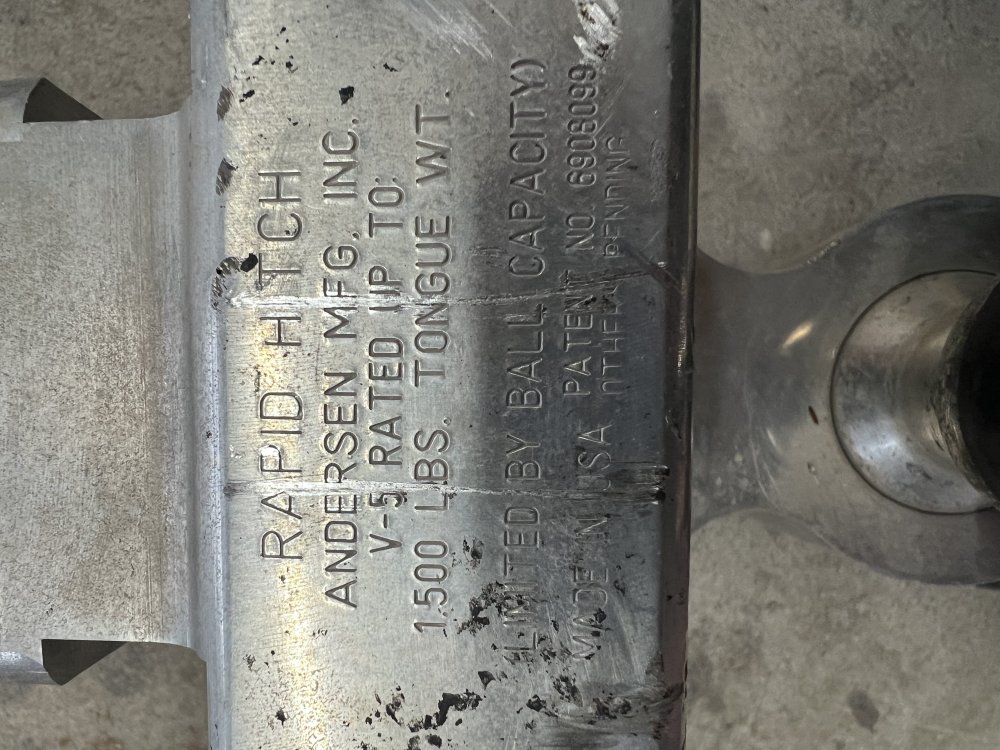 RAPID HITCH
ANDERSEN MFG. INC.
V-5 RATED UP TO:
1,500 LBS. TONGUE WT.
(LIMITED BY BALL CAPACITY)
MADE IN USA PATENT NO. 6908099
OTHERS PENDING